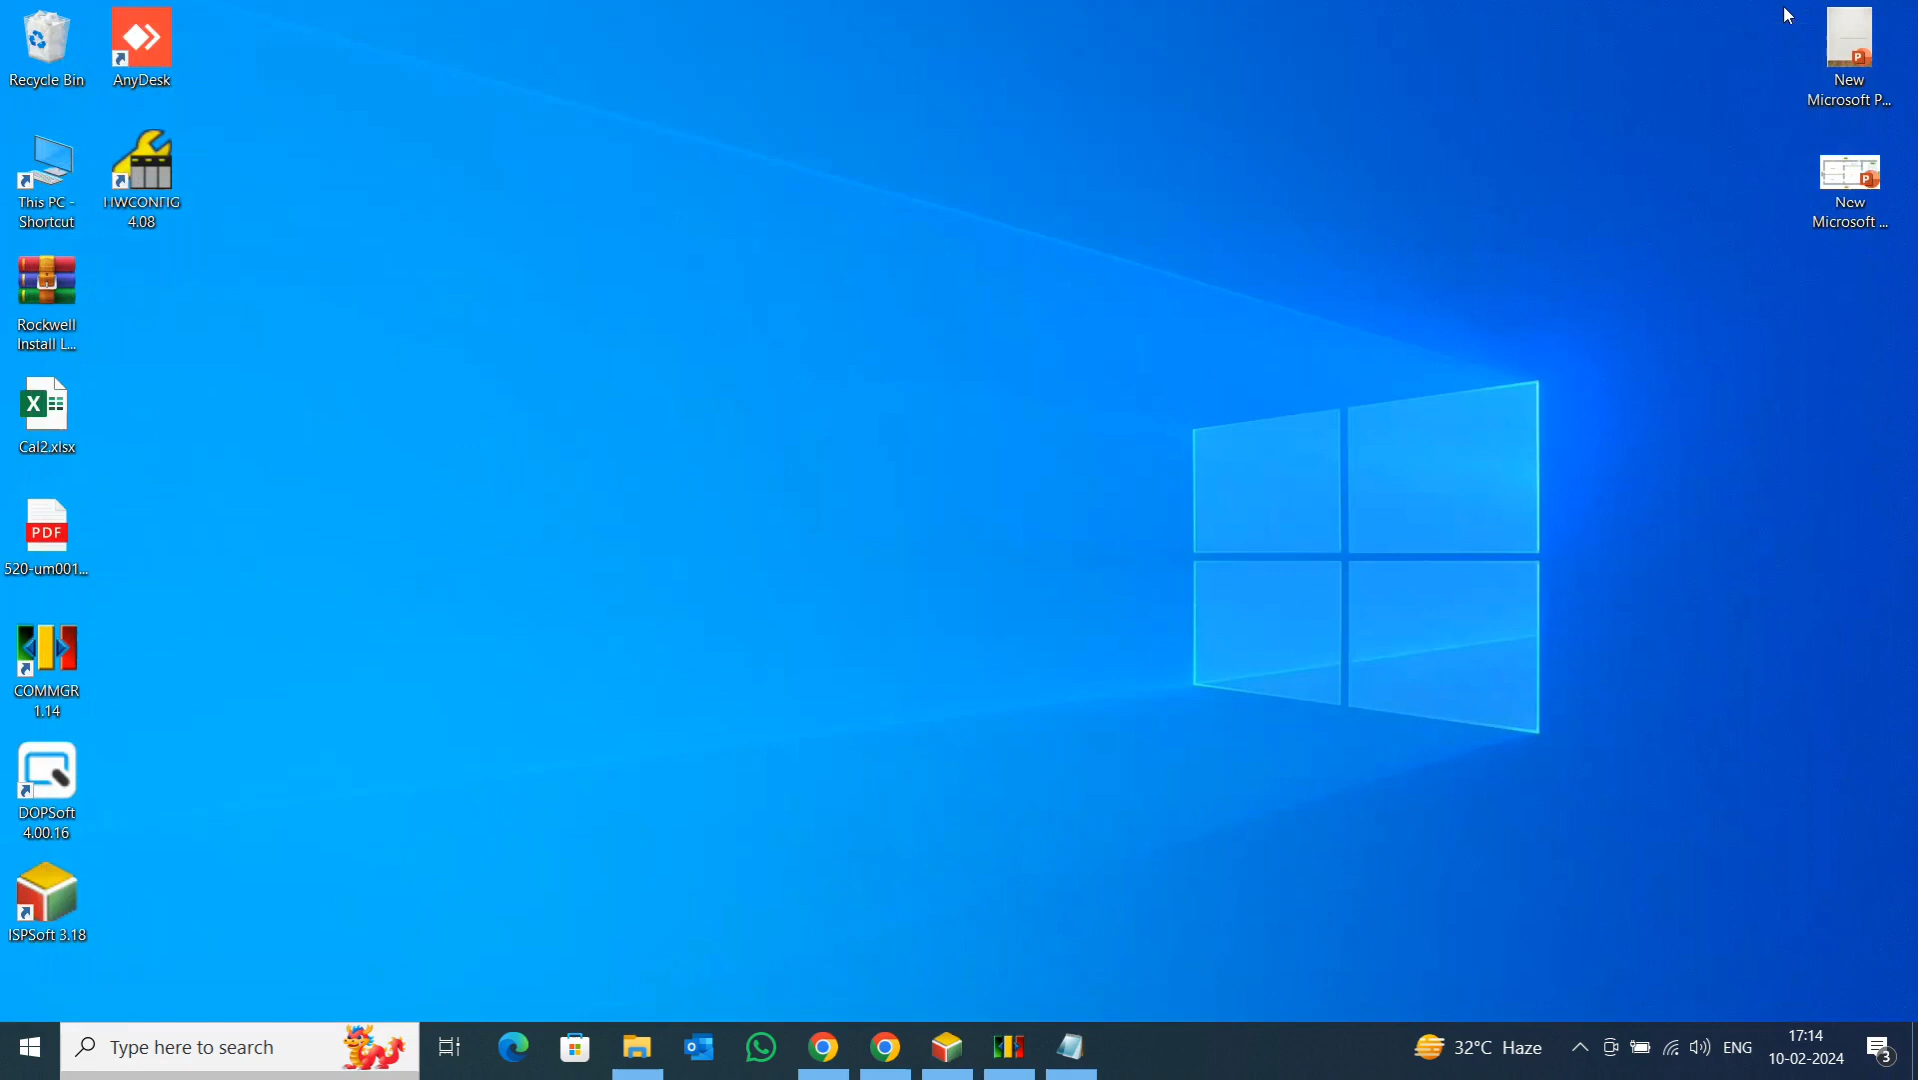 Recycle Bin
AnyDesk
This PC -
Shortcut
HWCONFIG
4.08
Rockwell
Install L...
Cal2.xlsx
PDF
520-um001...
COMMGR
1.14
DOPSoft
4.00.16
ISPSoft 3.18
New
Microsoft P...
New
Microsoft ...
Type here to search
32°C Haze
ENG
17:14
10-02-2024
3